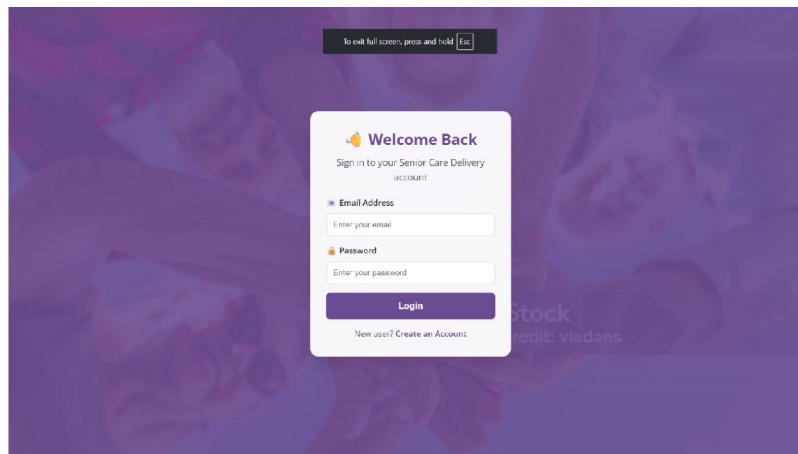 To exit full screen, press and hold Esc
Welcome Back
Sign in to your Senior Care Delivery
account
Email Address
Enter your email
Password
Enter your password
Login
New user? Create an Account
Stock
redit: vladans